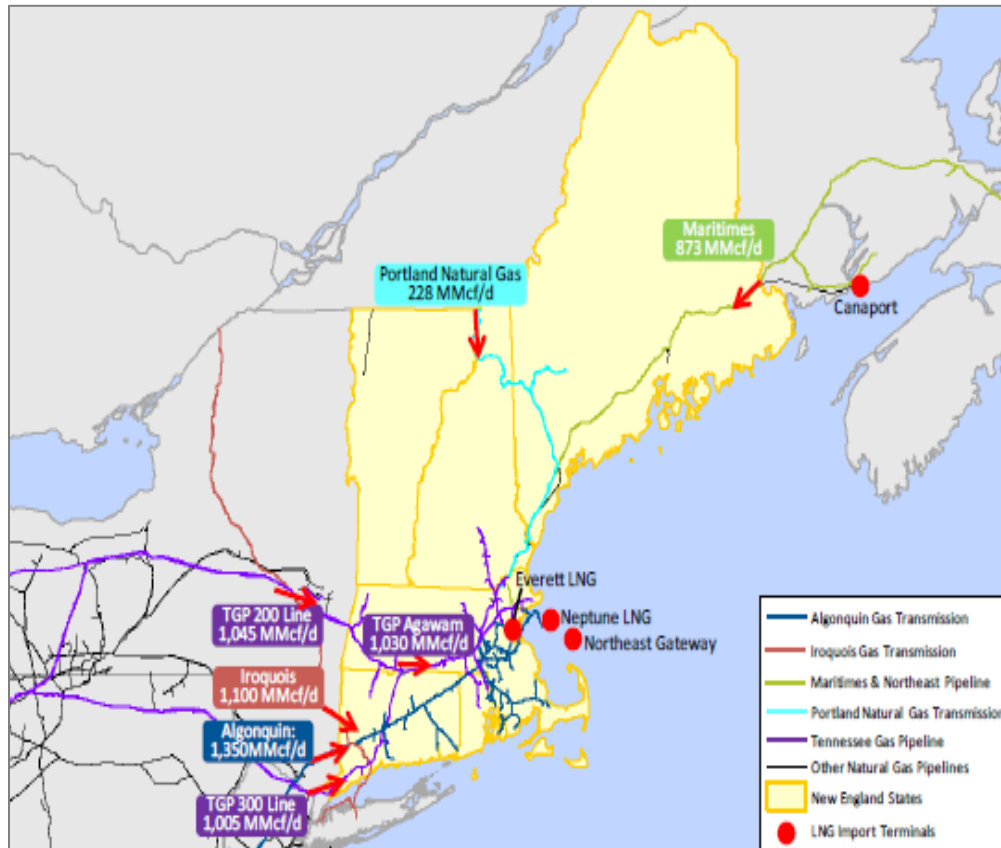 Maritimes
873 MMcf/d
Portland Natural Gas
228 MMcf/d
Canaport
Everett LNG
Neptune LNG
Northeast Gateway
TGP 200 Line
1,045 MMcf/d
TGP Agawam
1,030 MMcf/d
Iroquois
1,100 MMcf/d
Algonquin:
1,350MMcf/d
TGP 300 Line
1,005 MMcf/d
Algonquin Gas Transmission
Iroquois Gas Transmission
Maritimes & Northeast Pipeline
Portland Natural Gas Transmission
Tennessee Gas Pipeline
Other Natural Gas Pipelines
New England States
LNG Import Terminals